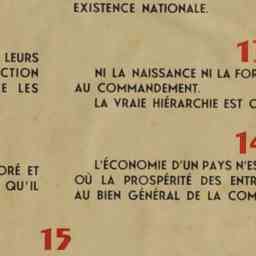 EXISTENCE NATIONALE.
LEURS
CTION
E LES
NI LA NAISSANCE NI LA FOR
AU COMMANDEMENT.
LA VRAIE HIÉRARCHIE EST
14
ORÉ ET
QU'IL
L'ÉCONOMIE D'UN PAYS N'ES
OÙ LA PROSPÉRITÉ DES ENTR
AU BIEN GÉNÉRAL DE LA COM
15